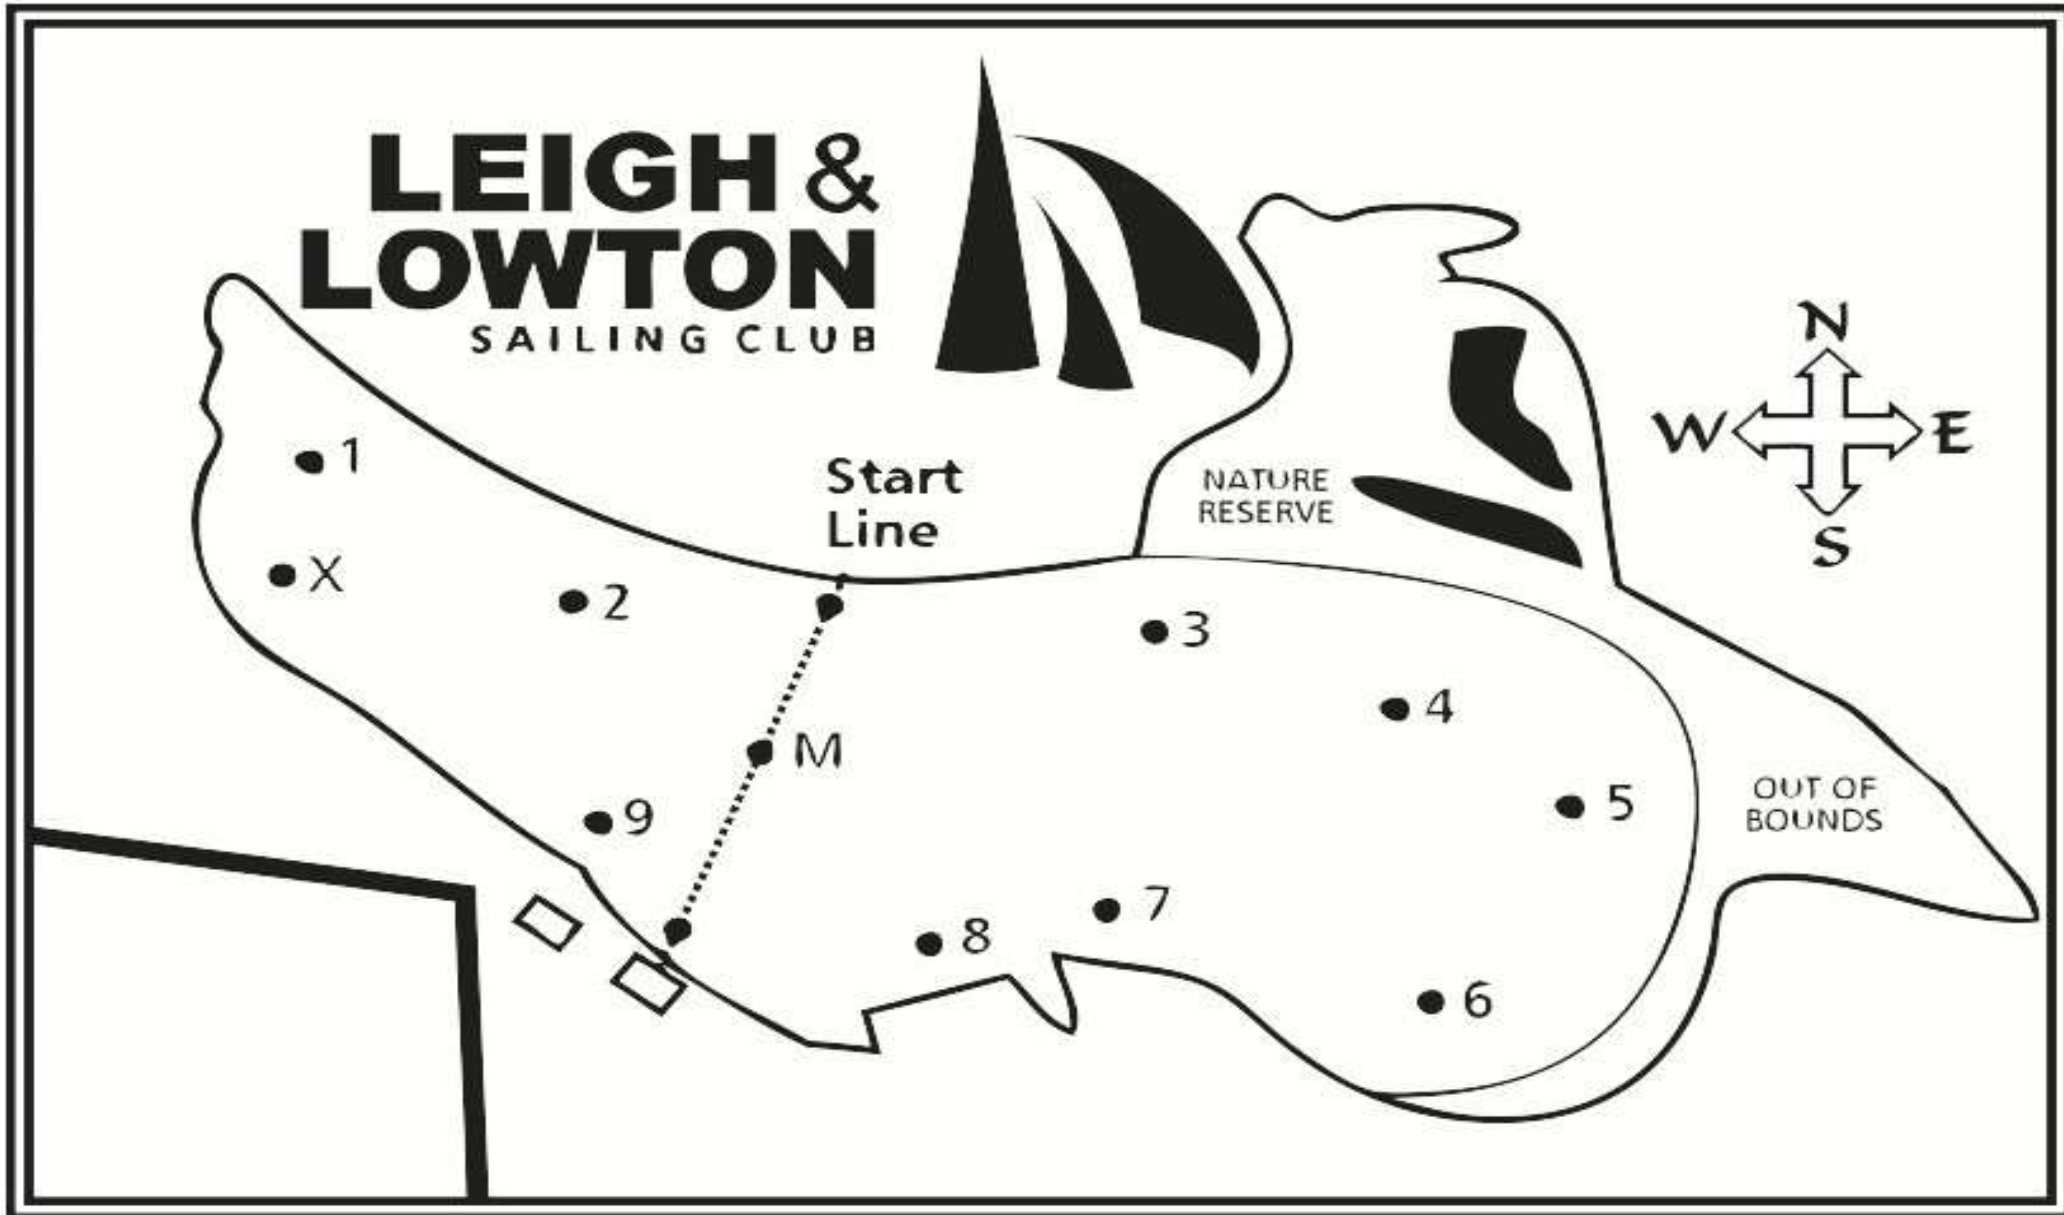 LEIGH &
LOWTON
SAILING CLUB
N
W E
S
Start
Line
NATURE
RESERVE
1
X
2
3
4
M
5
OUT OF
BOUNDS
9
7
8
6